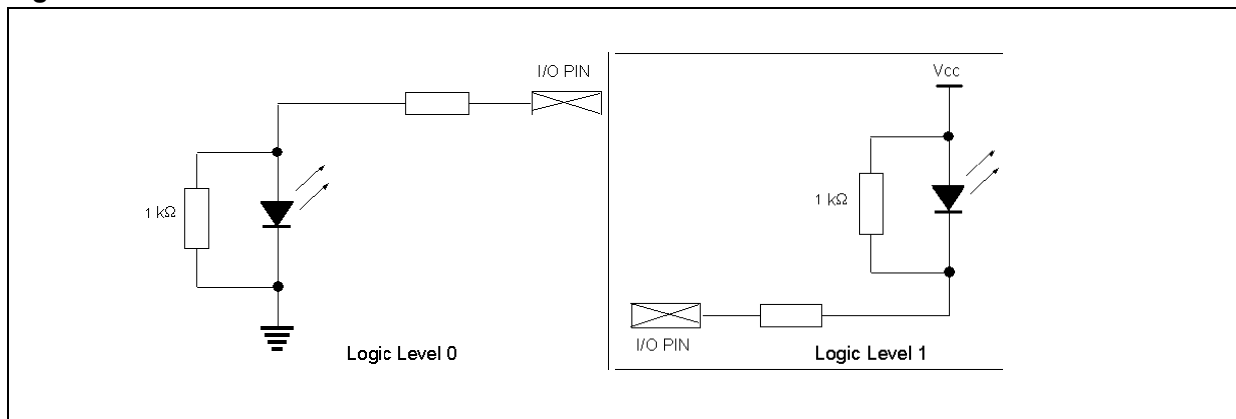 I/O PIN
1 kΩ
Logic Level 0
Vcc
1 kΩ
I/O PIN
Logic Level 1